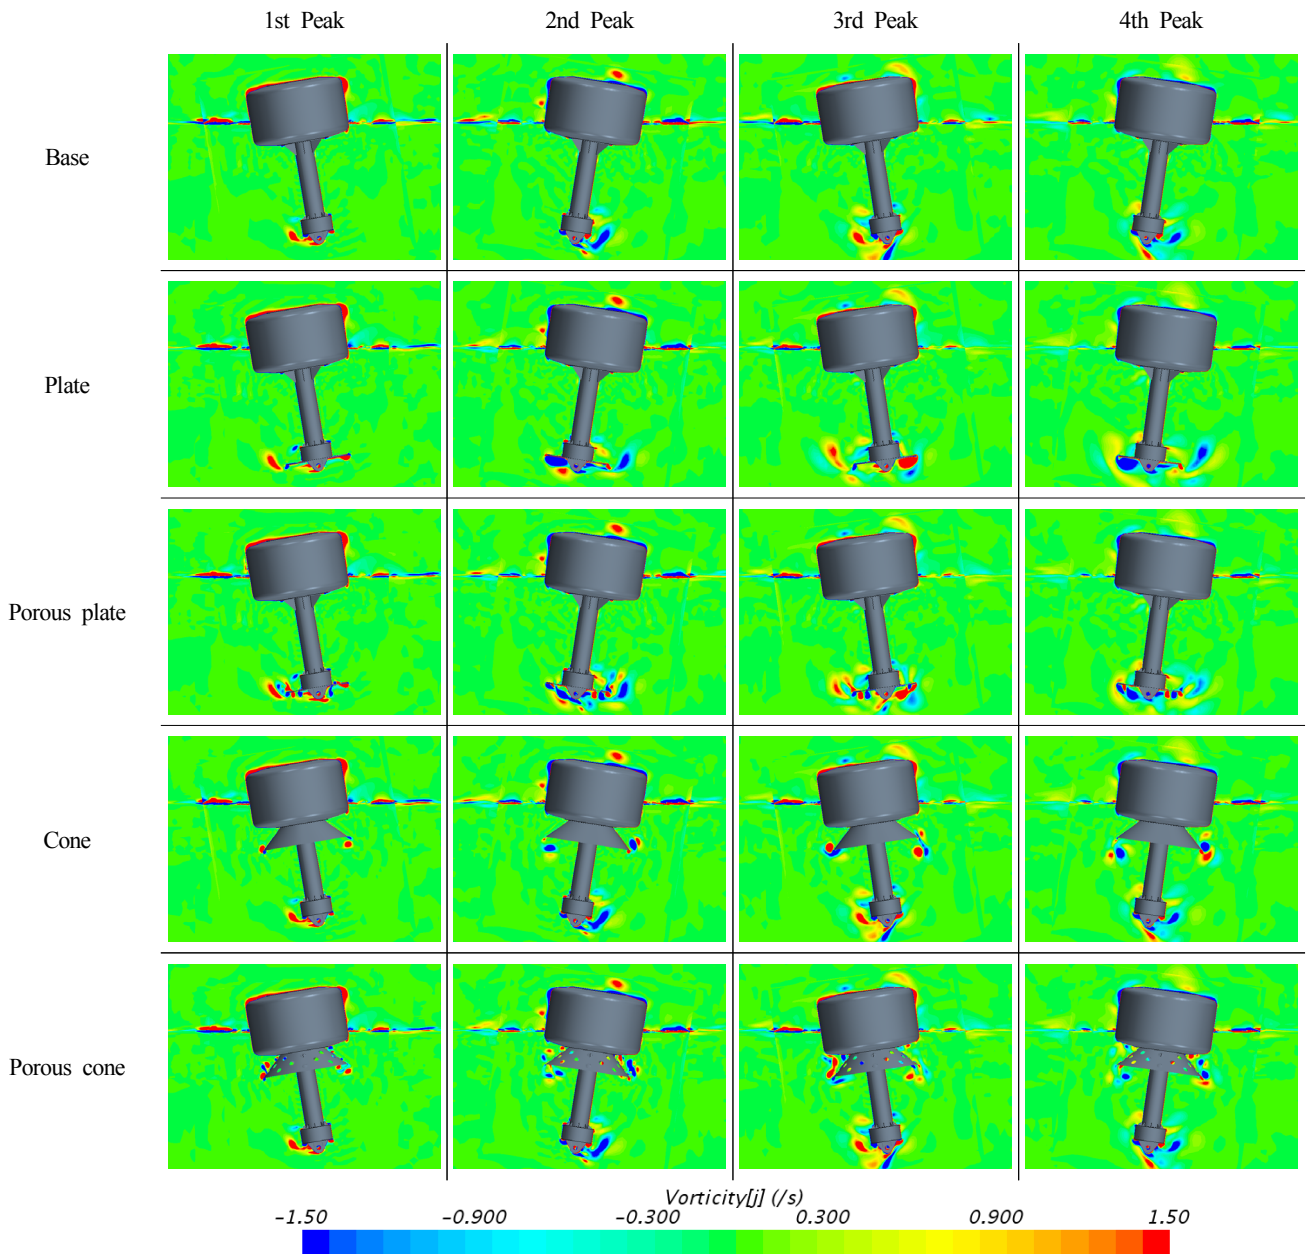 1st Peak 2nd Peak 3rd Peak 4th Peak
Base
Plate
Porous plate
Cone
Porous cone
Vorticity[j] (/s)
−1.50 −0.900 −0.300 0.300 0.900 1.50